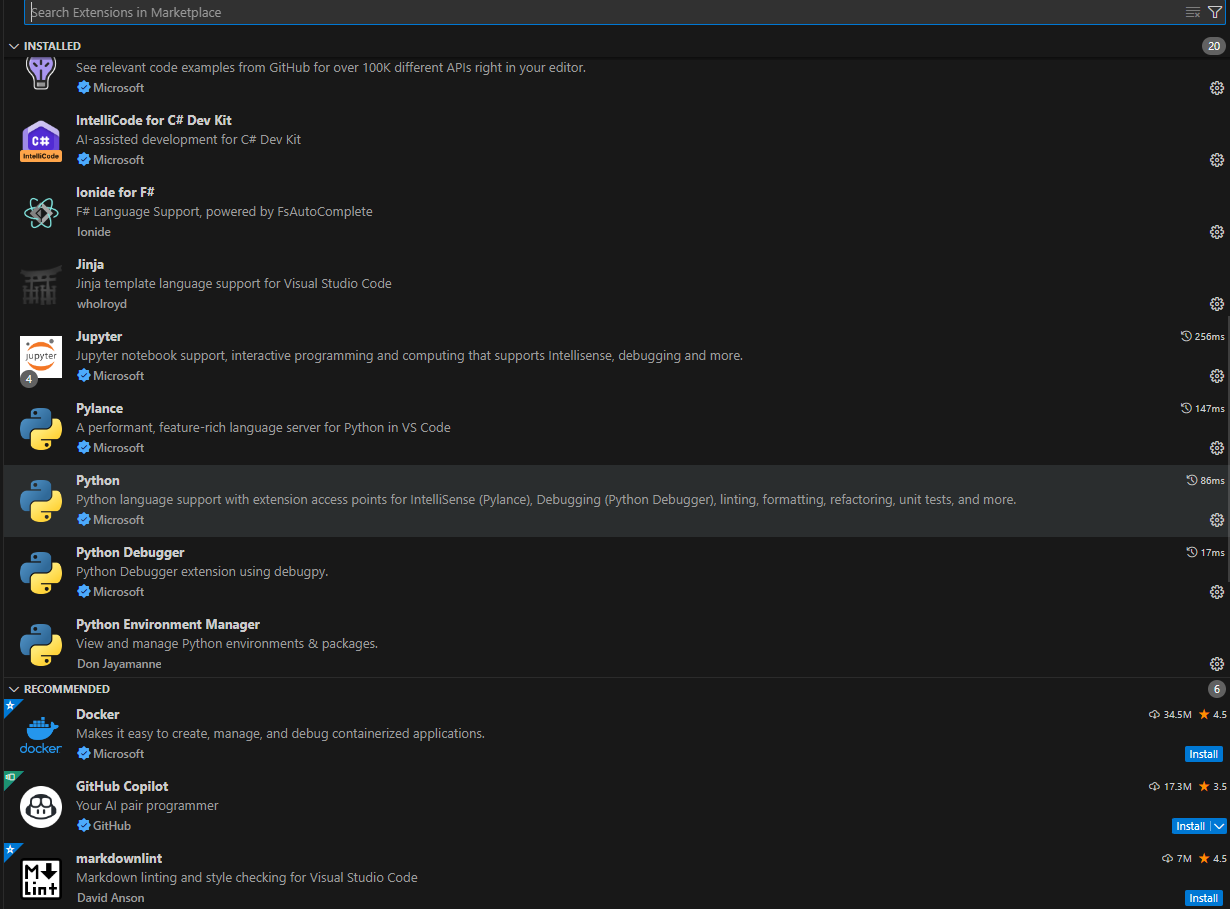 Search Extensions in Marketplace
INSTALLED
20
See relevant code examples from GitHub for over 100K different APIs right in your editor.
Microsoft
IntelliCode for C# Dev Kit
AI-assisted development for C# Dev Kit
C#
IntelliCode
Microsoft
Ionide for F#
F# Language Support, powered by FsAutoComplete
Ionide
Jinja
Jinja template language support for Visual Studio Code
wholroyd
Jupyter
256ms
Jupyter notebook support, interactive programming and computing that supports Intellisense, debugging and more.
jupyter
4
Microsoft
Pylance
147ms
A performant, feature-rich language server for Python in VS Code
Microsoft
Python
86ms
Python language support with extension access points for IntelliSense (Pylance), Debugging (Python Debugger), linting, formatting, refactoring, unit tests, and more.
Microsoft
Python Debugger
17ms
Python Debugger extension using debugpy.
Microsoft
Python Environment Manager
View and manage Python environments & packages.
Don Jayamanne
RECOMMENDED
6
Docker
34.5M 4.5
Makes it easy to create, manage, and debug containerized applications.
docker
Microsoft
Install
GitHub Copilot
17.3M 3.5
Your AI pair programmer
GitHub
Install
markdownlint
7M 4.5
Markdown linting and style checking for Visual Studio Code
M
Lint
David Anson
Install